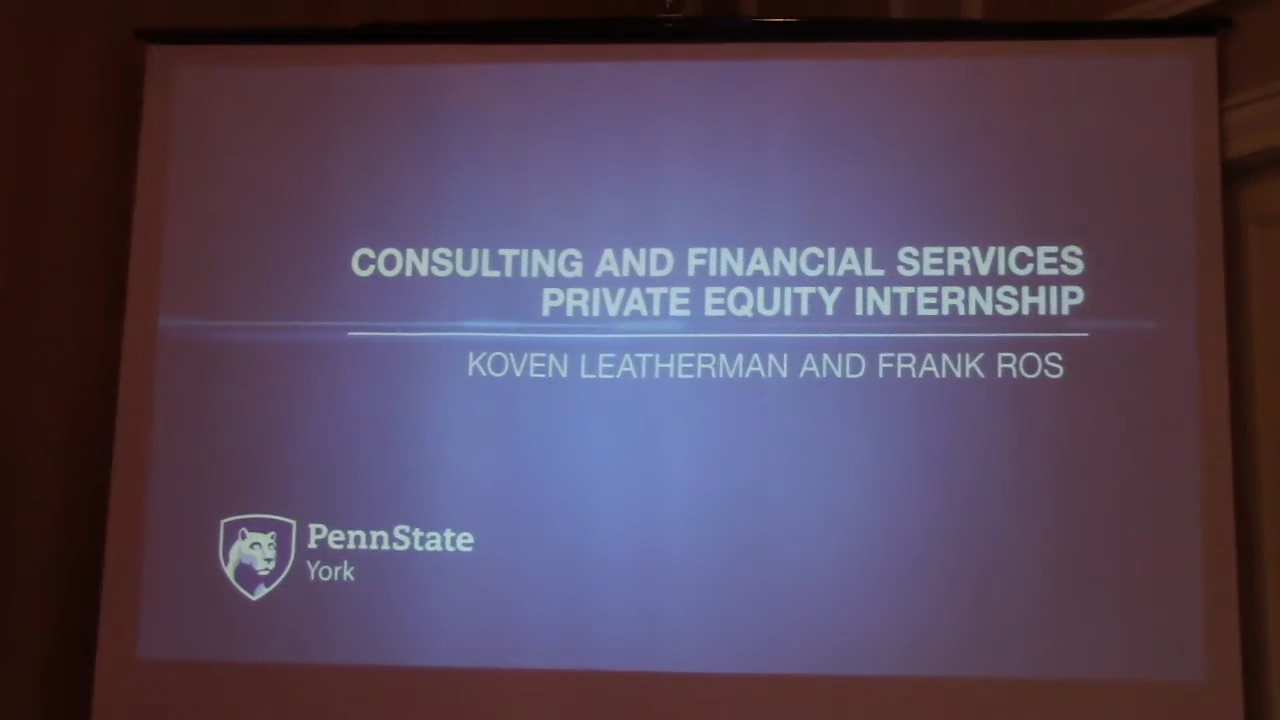 CONSULTING AND FINANCIAL SERVICES
PRIVATE EQUITY INTERNSHIP
KOVEN LEATHERMAN AND FRANK ROS
PennState
York